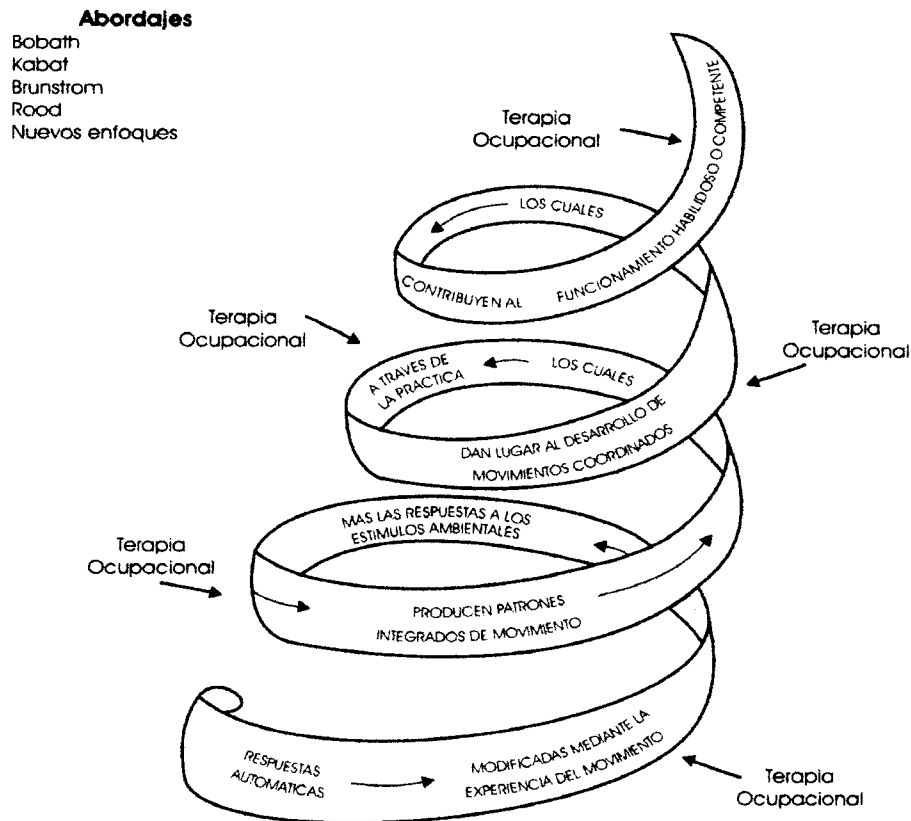 Abordajes
Bobath
Kabat
Brunstrom
Rood
Nuevos enfoques
Terapia
Ocupacional
LOS CUALES
CONTRIBUYEN AL FUNCIONAMIENTO HABILIDOSO O COMPETENTE
Terapia
Ocupacional
Terapia
Ocupacional
A TRAVES DE
LA PRACTICA
LOS CUALES
DAN LUGAR AL DESARROLLO DE
MOVIMIENTOS COORDINADOS
MAS LAS RESPUESTAS A LOS
ESTIMULOS AMBIENTALES
Terapia
Ocupacional
PRODUCEN PATRONES
INTEGRADOS DE MOVIMIENTO
RESPUESTAS
AUTOMATICAS
MODIFICADAS MEDIANTE LA
EXPERIENCIA DEL MOVIMIENTO
Terapia
Ocupacional